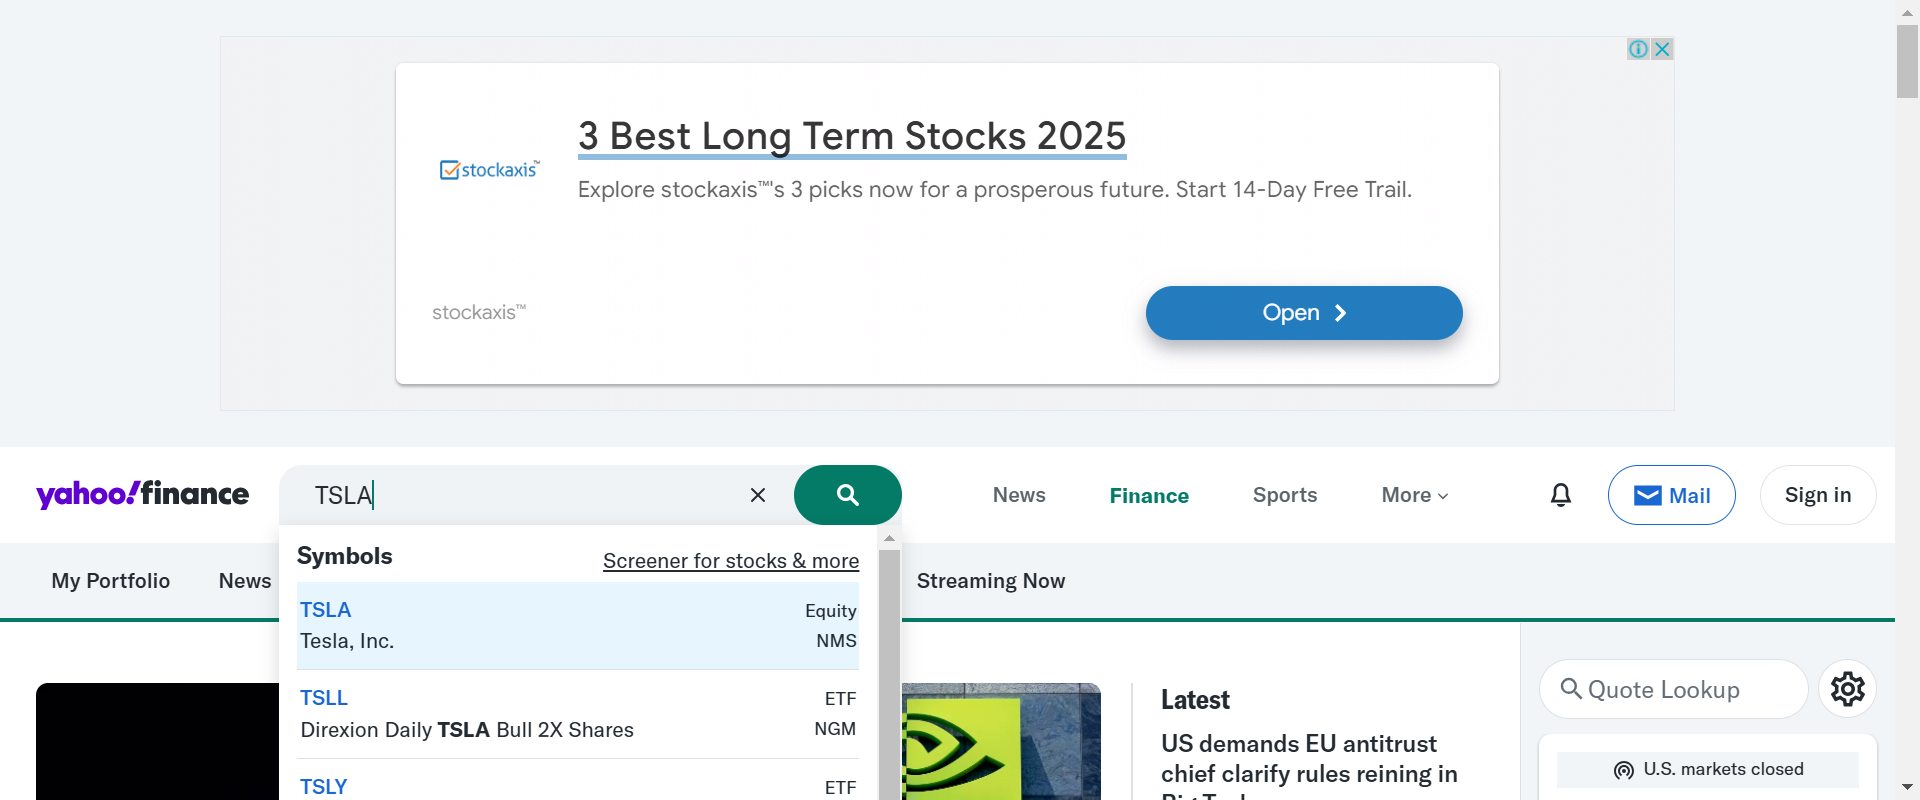 3 Best Long Term Stocks 2025
stockaxis™
Explore stockaxis™'s 3 picks now for a prosperous future. Start 14-Day Free Trail.
stockaxis™
Open
yahoo!finance
TSLA
News
Finance
Sports
More
Mail
Sign in
My Portfolio
News
Streaming Now
Symbols
Screener for stocks & more
TSLA
Equity
Tesla, Inc.
NMS
TSLL
ETF
Direxion Daily TSLA Bull 2X Shares
NGM
TSLY
ETF
Latest
US demands EU antitrust
chief clarify rules reining in
Quote Lookup
U.S. markets closed